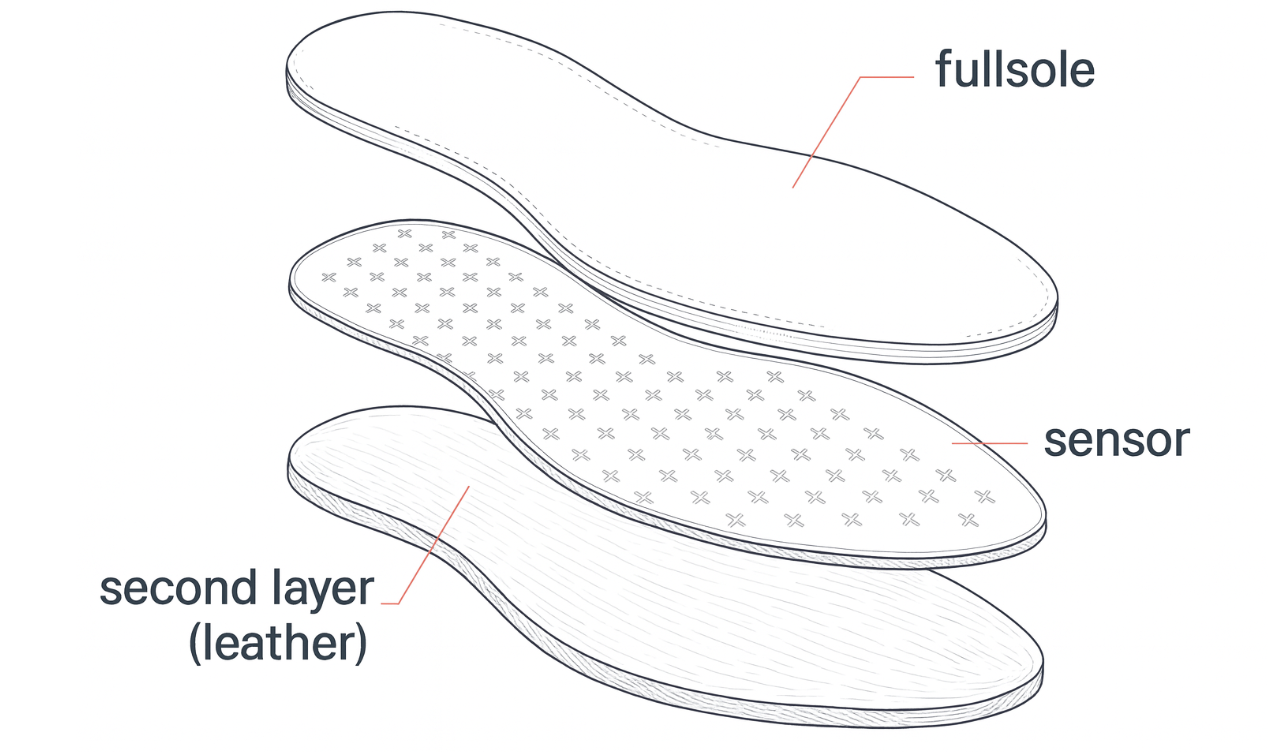 fullsole
sensor
second layer
(leather)